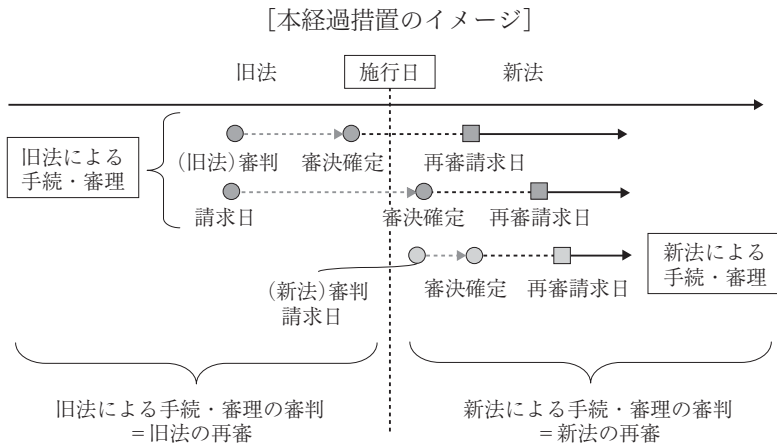 ［本経過措置のイメージ］
旧法
施行日
新法
旧法による
手続・審理
(旧法)審判
審決確定
再審請求日
請求日
審決確定
再審請求日
(新法)審判
請求日
審決確定
再審請求日
新法による
手続・審理
旧法による手続・審理の審判
＝旧法の再審
新法による手続・審理の審判
＝新法の再審